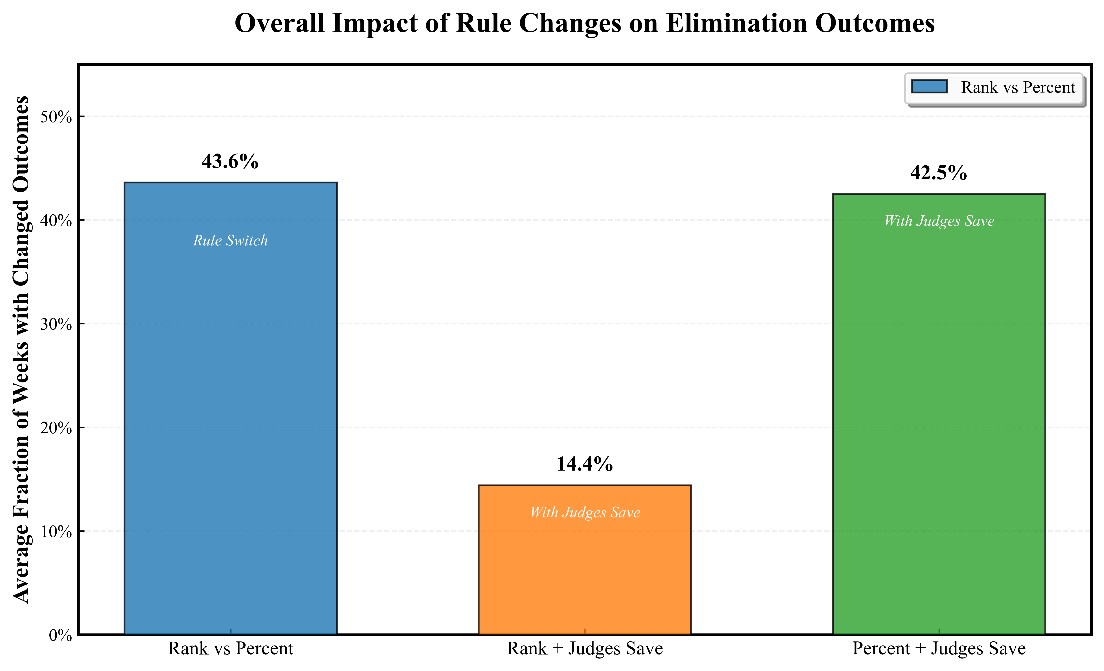 Overall Impact of Rule Changes on Elimination Outcomes
Average Fraction of Weeks with Changed Outcomes
Rank vs Percent
50%
40%
30%
20%
10%
0%
43.6%
Rule Switch
14.4%
With Judges Save
42.5%
With Judges Save
Rank vs Percent
Rank + Judges Save
Percent + Judges Save